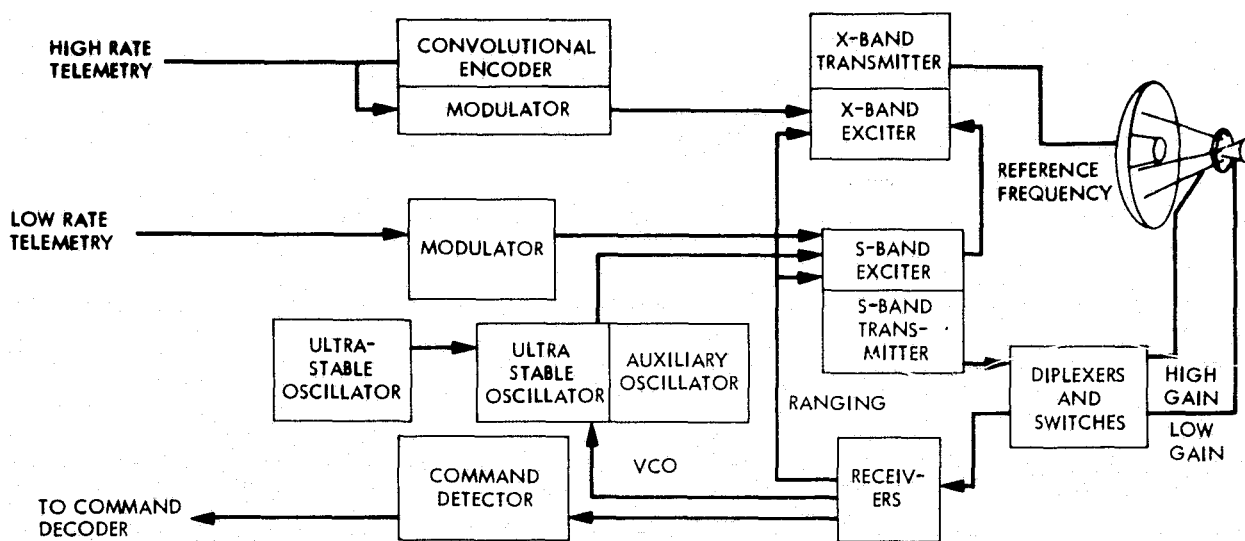 HIGH RATE
TELEMETRY
CONVOLUTIONAL
ENCODER
MODULATOR
X-BAND
TRANSMITTER
X-BAND
EXCITER
REFERENCE
FREQUENCY
LOW RATE
TELEMETRY
MODULATOR
S-BAND
EXCITER
S-BAND
TRANS-
MITTER
ULTRA-
STABLE
OSCILLATOR
ULTRA
STABLE
OSCILLATOR
AUXILIARY
OSCILLATOR
RANGING
DIPLEXERS
AND
SWITCHES
HIGH
GAIN
LOW
GAIN
VCO
COMMAND
DETECTOR
RECEIV-
ERS
TO COMMAND
DECODER